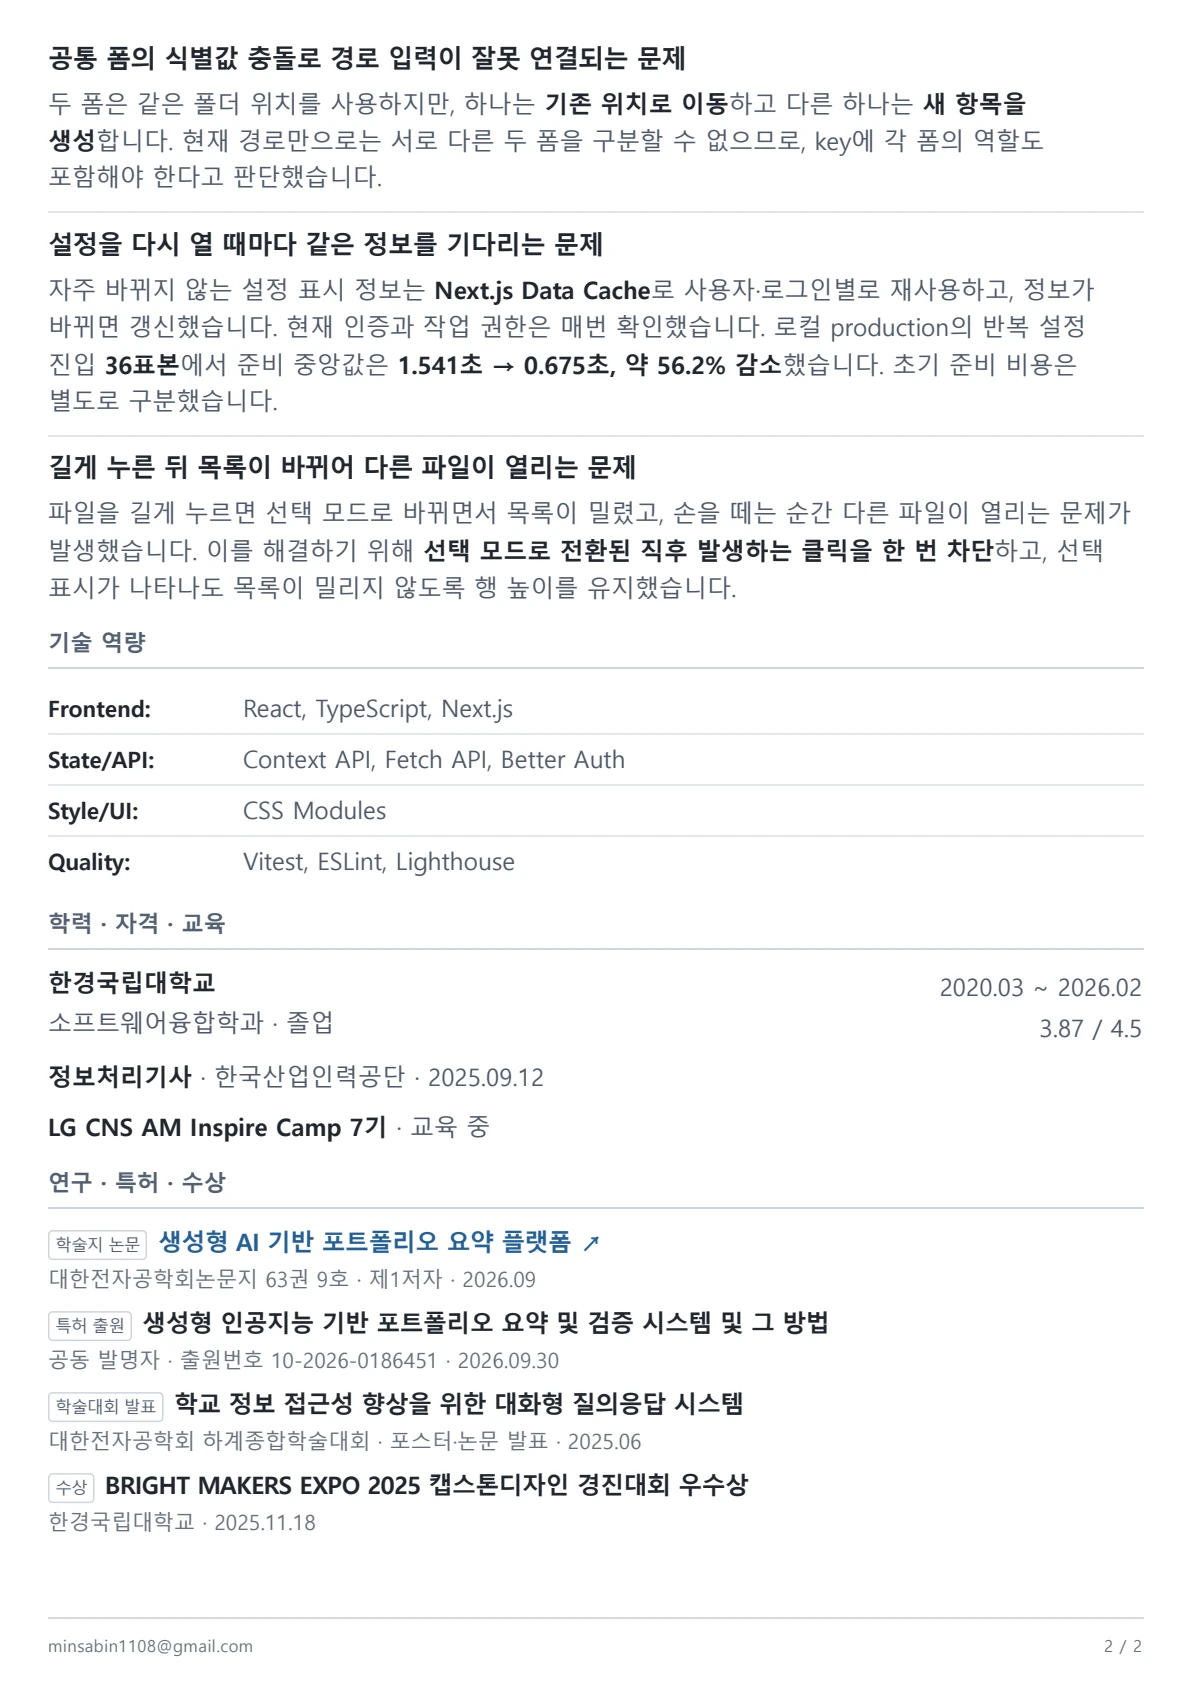 공통 폼의 식별값 충돌로 경로 입력이 잘못 연결되는 문제
두 폼은 같은 폴더 위치를 사용하지만, 하나는 기존 위치로 이동하고 다른 하나는 새 항목을
생성합니다. 현재 경로만으로는 서로 다른 두 폼을 구분할 수 없으므로, key에 각 폼의 역할도
포함해야 한다고 판단했습니다.
설정을 다시 열 때마다 같은 정보를 기다리는 문제
자주 바뀌지 않는 설정 표시 정보는 Next.js Data Cache로 사용자·로그인별로 재사용하고, 정보가
바뀌면 갱신했습니다. 현재 인증과 작업 권한은 매번 확인했습니다. 로컬 production의 반복 설정
진입 36표본에서 준비 중앙값은 1.541초 → 0.675초, 약 56.2% 감소했습니다. 초기 준비 비용은
별도로 구분했습니다.
길게 누른 뒤 목록이 바뀌어 다른 파일이 열리는 문제
파일을 길게 누르면 선택 모드로 바뀌면서 목록이 밀렸고, 손을 떼는 순간 다른 파일이 열리는 문제가
발생했습니다. 이를 해결하기 위해 선택 모드로 전환된 직후 발생하는 클릭을 한 번 차단하고, 선택
표시가 나타나도 목록이 밀리지 않도록 행 높이를 유지했습니다.
기술 역량
Frontend: React, TypeScript, Next.js
State/API: Context API, Fetch API, Better Auth
Style/UI: CSS Modules
Quality: Vitest, ESLint, Lighthouse
학력 · 자격 · 교육
한경국립대학교 2020.03 ~ 2026.02
소프트웨어융합학과 · 졸업 3.87 / 4.5
정보처리기사 · 한국산업인력공단 · 2025.09.12
LG CNS AM Inspire Camp 7기 · 교육 중
연구 · 특허 · 수상
학술지 논문 생성형 AI 기반 포트폴리오 요약 플랫폼 ↗
대한전자공학회논문지 63권 9호 · 제1저자 · 2026.09
특허 출원 생성형 인공지능 기반 포트폴리오 요약 및 검증 시스템 및 그 방법
공동 발명자 · 출원번호 10-2026-0186451 · 2026.09.30
학술대회 발표 학교 정보 접근성 향상을 위한 대화형 질의응답 시스템
대한전자공학회 하계종합학술대회 · 포스터·논문 발표 · 2025.06
수상 BRIGHT MAKERS EXPO 2025 캡스톤디자인 경진대회 우수상
한경국립대학교 · 2025.11.18
minsabin1108@gmail.com 2 / 2